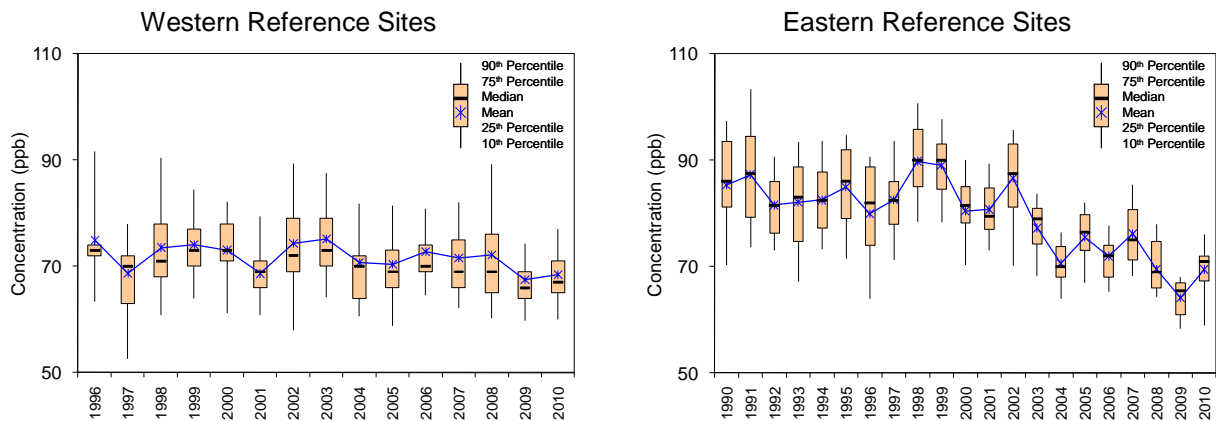 Western Reference Sites
Concentration (ppb)
110
90
70
50
90th Percentile
75th Percentile
Median
Mean
25th Percentile
10th Percentile
1996
1997
1998
1999
2000
2001
2002
2003
2004
2005
2006
2007
2008
2009
2010
Eastern Reference Sites
Concentration (ppb)
110
90
70
50
90th Percentile
75th Percentile
Median
Mean
25th Percentile
10th Percentile
1990
1991
1992
1993
1994
1995
1996
1997
1998
1999
2000
2001
2002
2003
2004
2005
2006
2007
2008
2009
2010